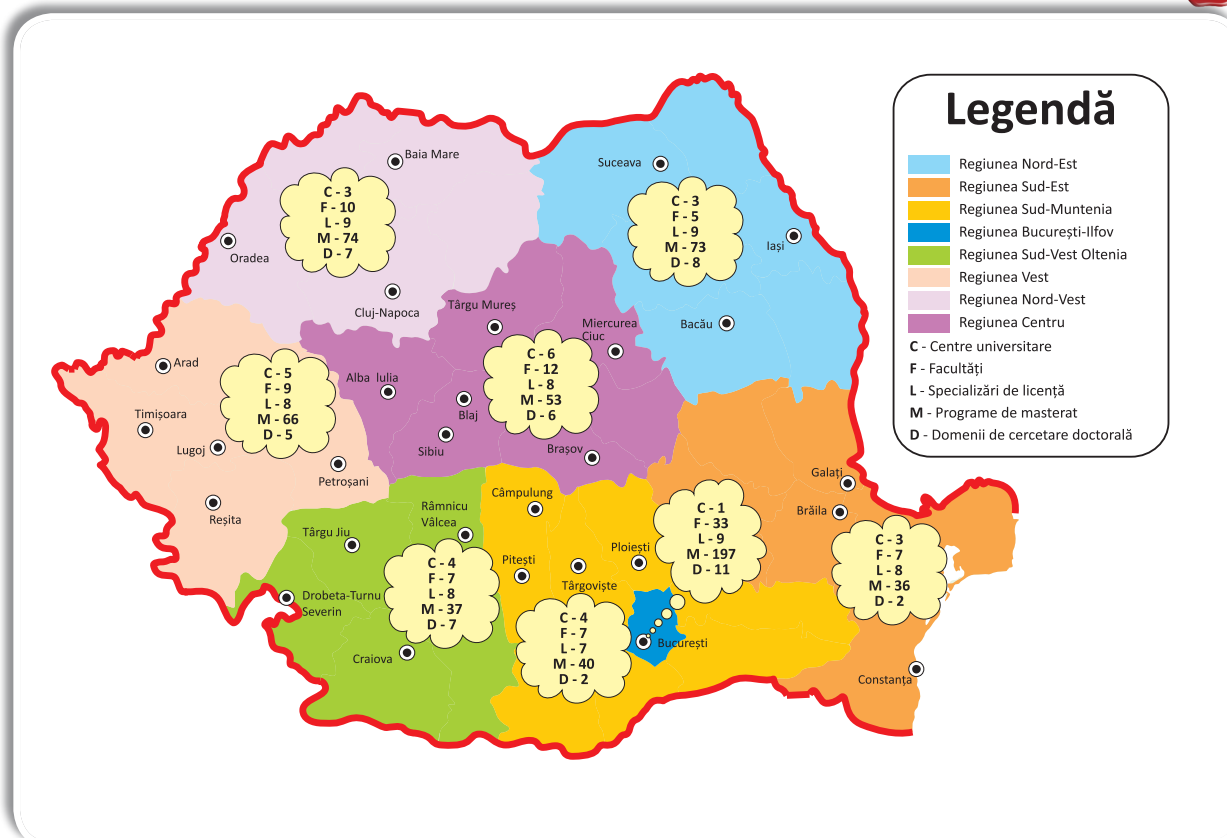 Legendă
Regiunea Nord-Est
Regiunea Sud-Est
Regiunea Sud-Muntenia
Regiunea București-Ilfov
Regiunea Sud-Vest Oltenia
Regiunea Vest
Regiunea Nord-Vest
Regiunea Centru
C - Centre universitare
F - Facultăți
L - Specializări de licență
M - Programe de masterat
D - Domenii de cercetare doctorală
Baia Mare
C - 3
F - 10
L - 9
M - 74
D - 7
Oradea
Cluj-Napoca
Suceava
C - 3
F - 5
L - 9
M - 73
D - 8
Iași
Bacău
Târgu Mureș
Miercurea
Ciuc
C - 6
F - 12
L - 8
M - 53
D - 6
Alba Iulia
Blaj
Sibiu
Brașov
Arad
C - 5
F - 9
L - 8
M - 66
D - 5
Timișoara
Lugoj
Petroșani
Reșita
Râmnicu
Vâlcea
Târgu Jiu
C - 4
F - 7
L - 8
M - 37
D - 7
Drobeta-Turnu
Severin
Craiova
Câmpulung
Pitești
Ploiești
Târgoviște
C - 4
F - 7
L - 7
M - 40
D - 2
C - 1
F - 33
L - 9
M - 197
D - 11
București
Galați
Brăila
C - 3
F - 7
L - 8
M - 36
D - 2
Constanța